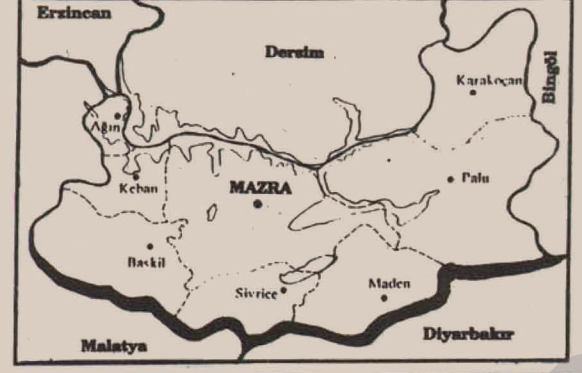 Erzincan
Dersim
Bingöl
Karakoçan
Ağın
Keban
MAZRA
Palu
Baskil
Sivrice
Maden
Malatya
Diyarbakır